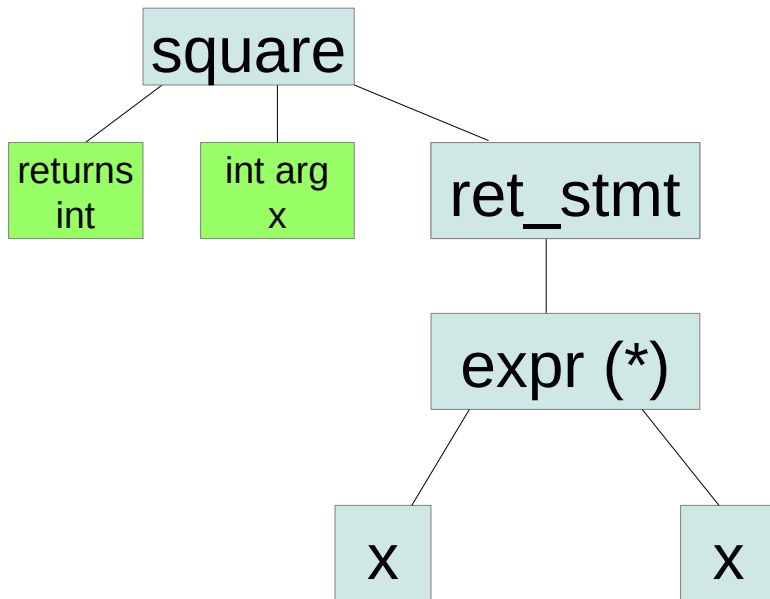 square
returns
int
int arg
x
ret_stmt
expr (*)
x
x